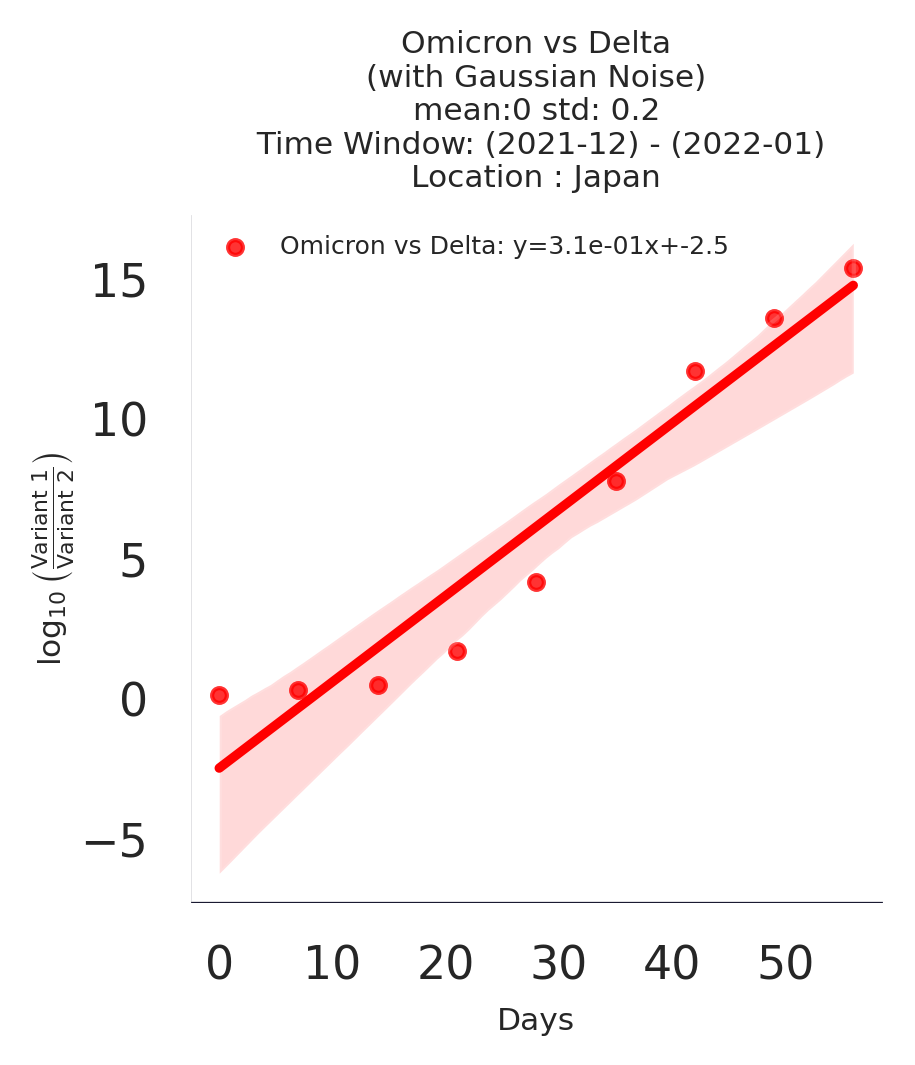 Omicron vs Delta
(with Gaussian Noise)
mean:0 std: 0.2
Time Window: (2021-12) - (2022-01)
Location : Japan
Omicron vs Delta: y=3.1e-01x+-2.5
15
10
5
0
−5
log10 (Variant 1 / Variant 2)
0 10 20 30 40 50
Days